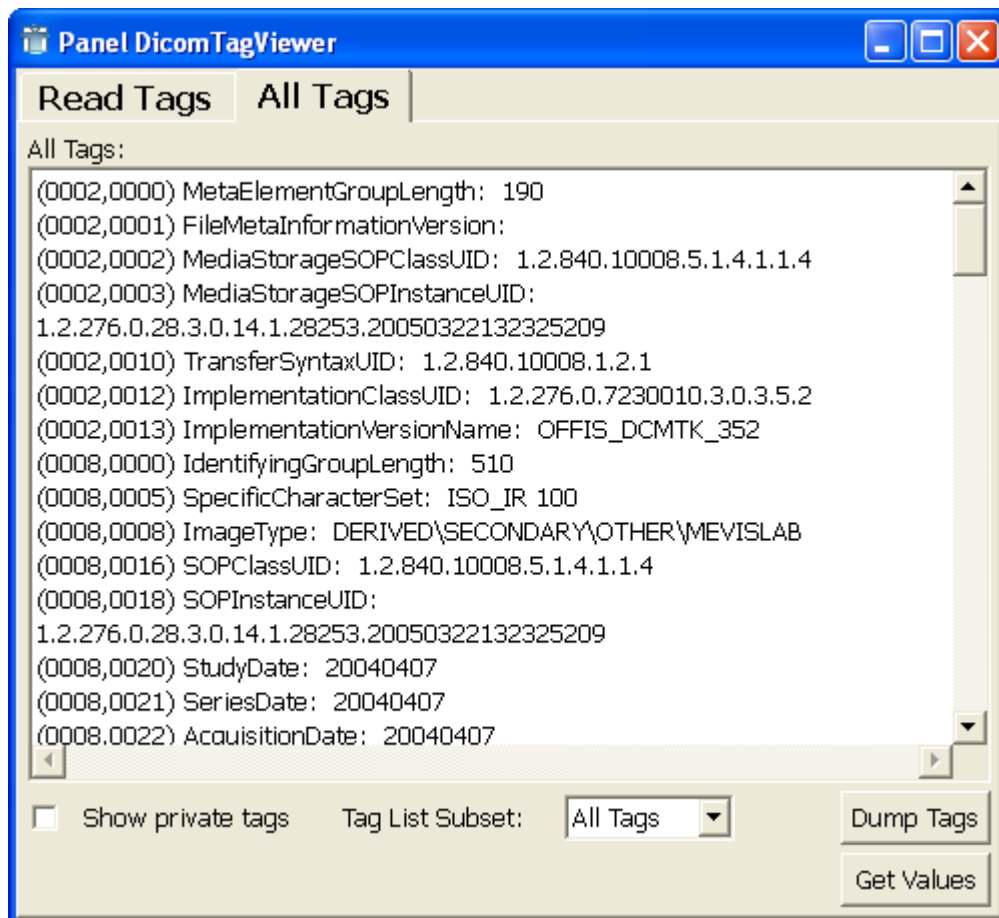 Panel DicomTagViewer
Read Tags All Tags
All Tags:
(0002,0000) MetaElementGroupLength: 190
(0002,0001) FileMetaInformationVersion:
(0002,0002) MediaStorageSOPClassUID: 1.2.840.10008.5.1.4.1.1.4
(0002,0003) MediaStorageSOPInstanceUID:
1.2.276.0.28.3.0.14.1.28253.20050322132325209
(0002,0010) TransferSyntaxUID: 1.2.840.10008.1.2.1
(0002,0012) ImplementationClassUID: 1.2.276.0.7230010.3.0.3.5.2
(0002,0013) ImplementationVersionName: OFFIS_DCMTK_352
(0008,0000) IdentifyingGroupLength: 510
(0008,0005) SpecificCharacterSet: ISO_IR 100
(0008,0008) ImageType: DERIVED\SECONDARY\OTHER\MEVISLAB
(0008,0016) SOPClassUID: 1.2.840.10008.5.1.4.1.1.4
(0008,0018) SOPInstanceUID:
1.2.276.0.28.3.0.14.1.28253.20050322132325209
(0008,0020) StudyDate: 20040407
(0008,0021) SeriesDate: 20040407
(0008,0022) AcquisitionDate: 20040407
Show private tags Tag List Subset: All Tags Dump Tags
Get Values